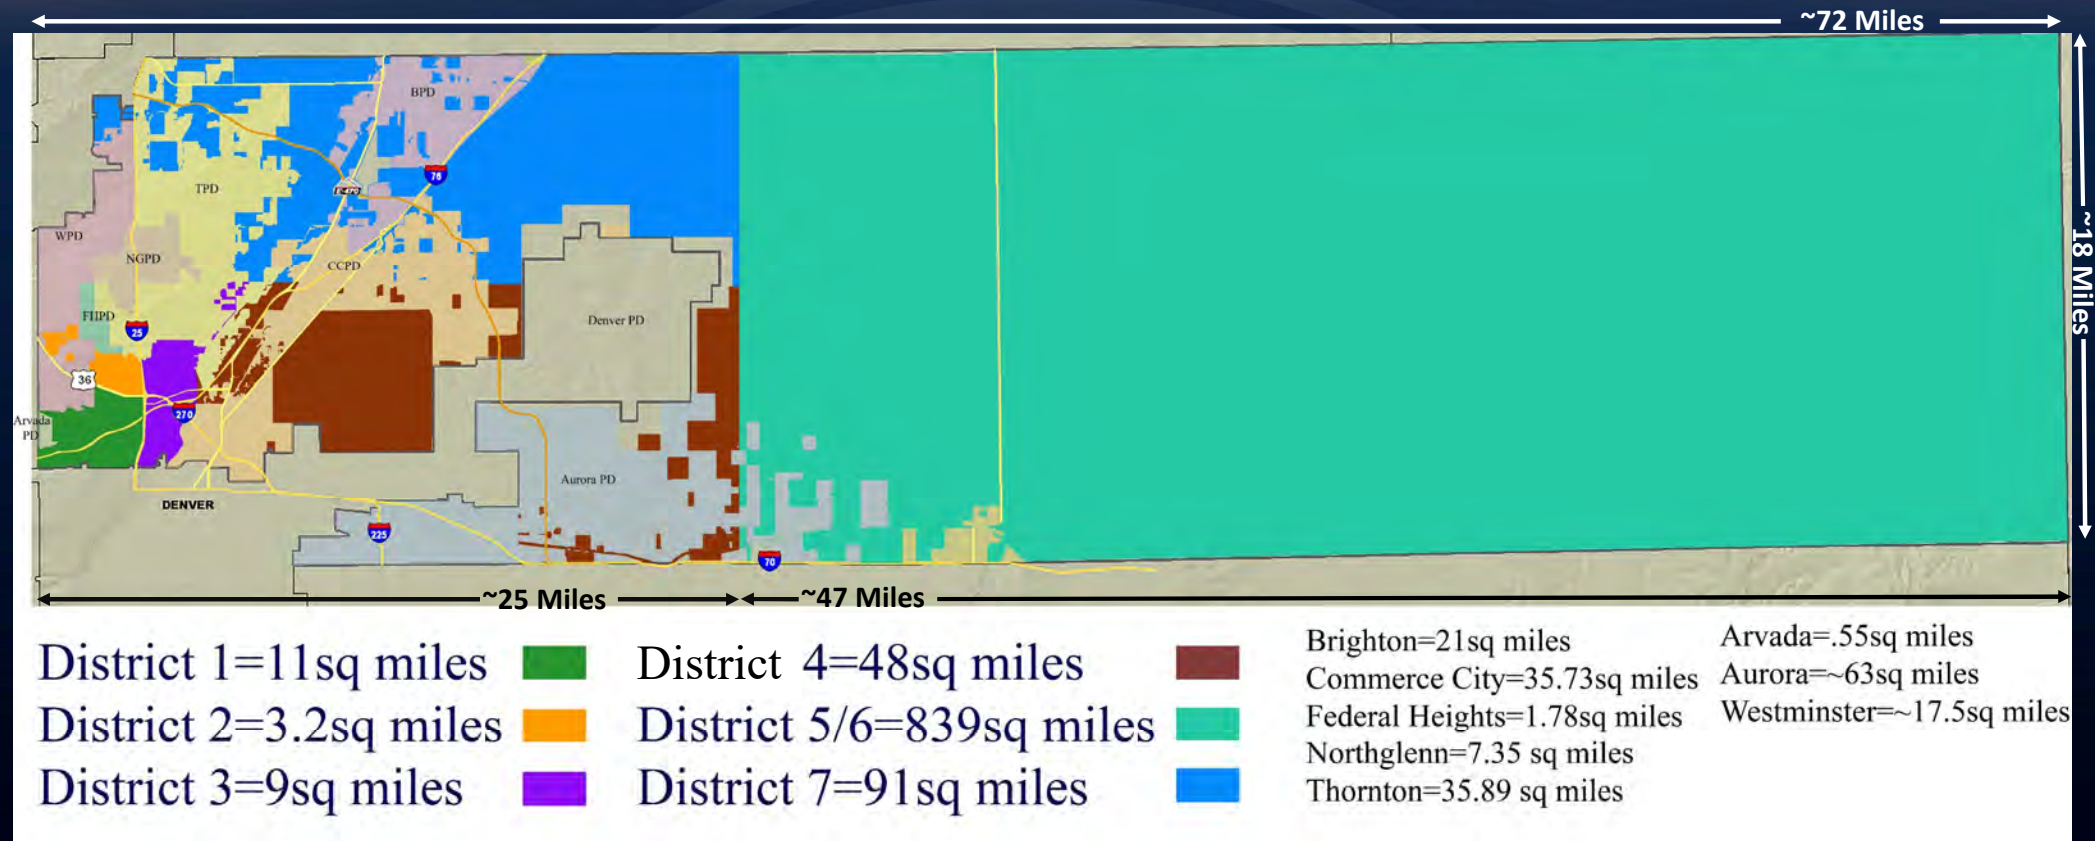 ~72 Miles
~18 Miles
BPD
76
TPD
E-470
WPD
NGPD
CCPD
FHPD
25
Denver PD
36
270
Arvada
PD
Aurora PD
DENVER
225
70
~25 Miles
~47 Miles
District 1=11sq miles
District 2=3.2sq miles
District 3=9sq miles
District 4=48sq miles
District 5/6=839sq miles
District 7=91sq miles
Brighton=21sq miles
Commerce City=35.73sq miles
Federal Heights=1.78sq miles
Northglenn=7.35 sq miles
Thornton=35.89 sq miles
Arvada=.55sq miles
Aurora=~63sq miles
Westminster=~17.5sq miles